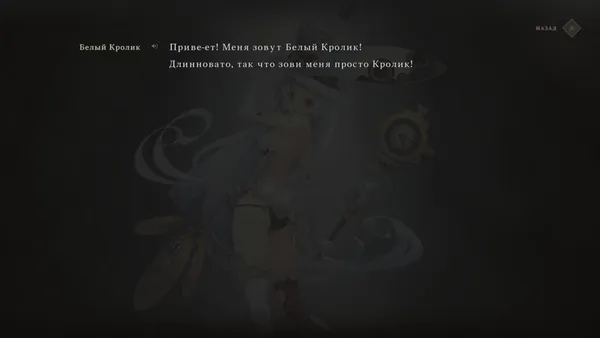 НАЗАД
Белый Кролик Приве-ет! Меня зовут Белый Кролик!
Длинновато, так что зови меня просто Кролик!